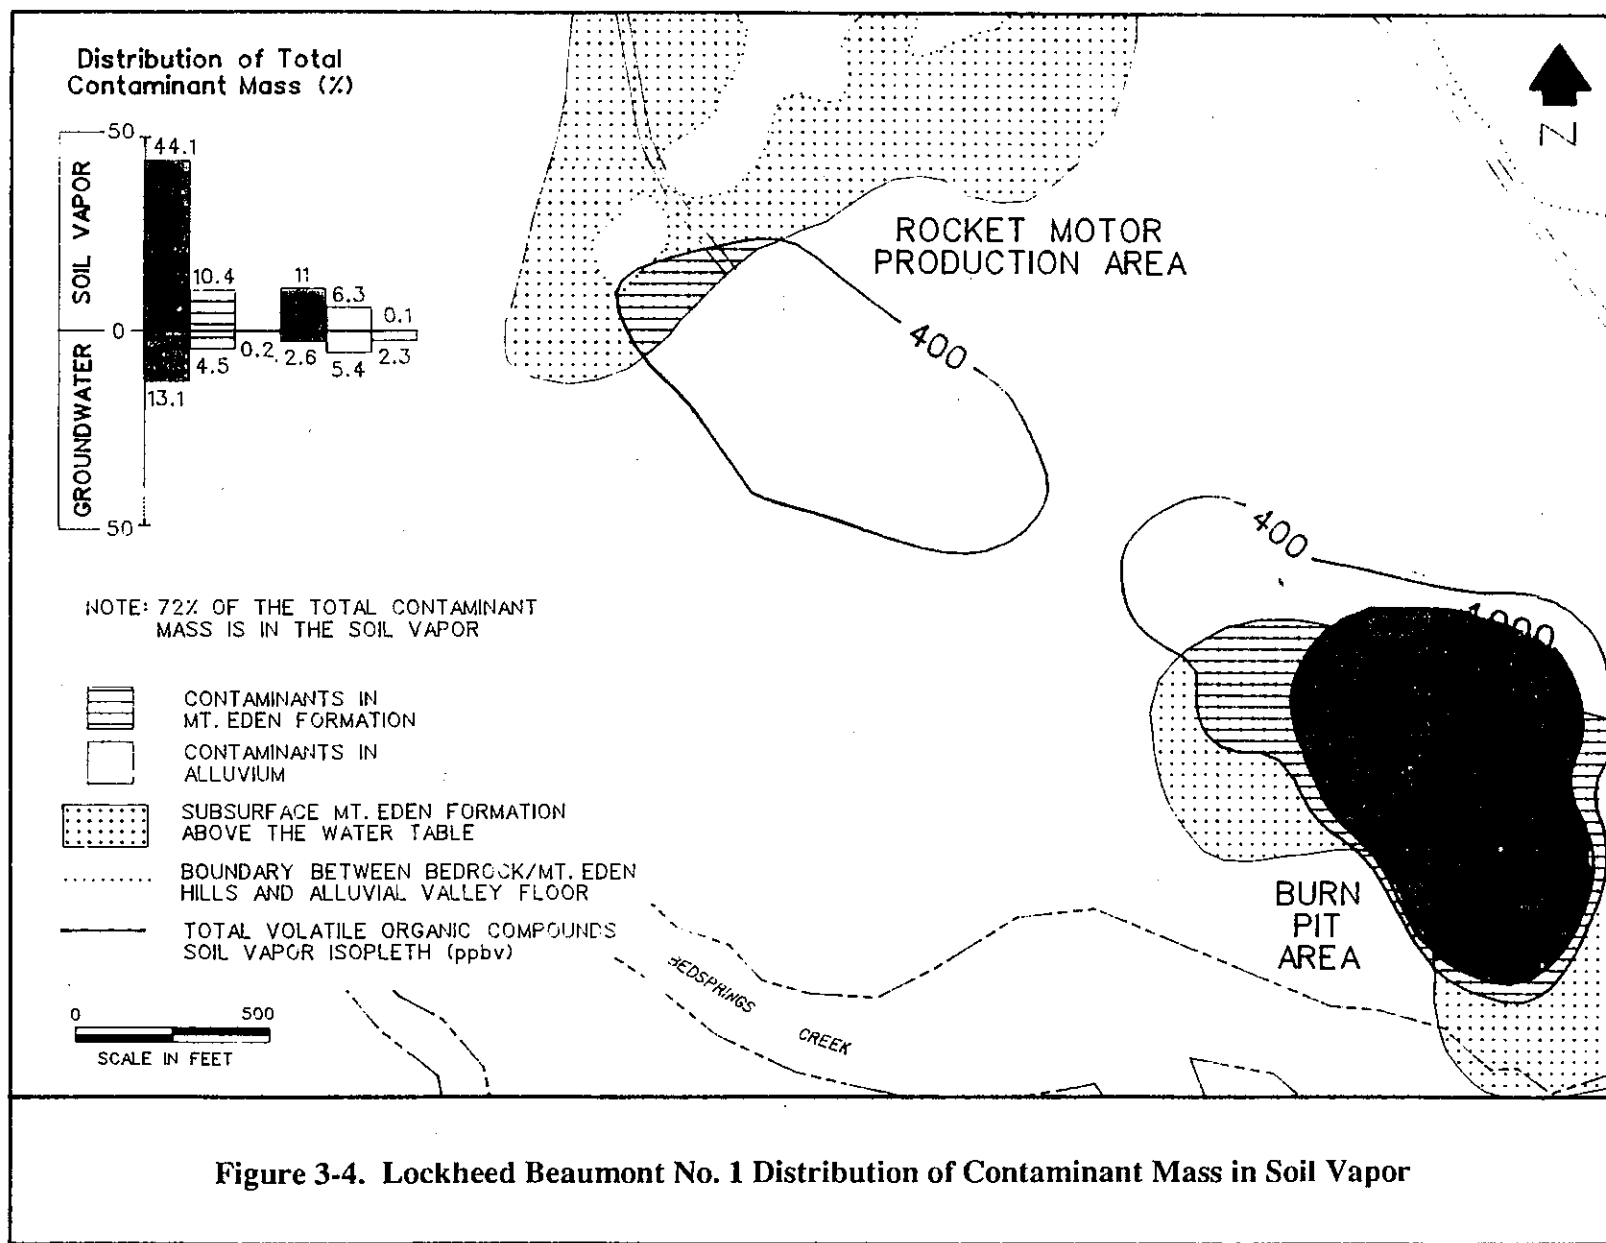 Distribution of Total
Contaminant Mass (%)
50
44.1
SOIL VAPOR
10.4
11
6.3
0.1
0
4.5
0.2
2.6
5.4
2.3
13.1
GROUNDWATER
50
NOTE: 72% OF THE TOTAL CONTAMINANT
MASS IS IN THE SOIL VAPOR
CONTAMINANTS IN
MT. EDEN FORMATION
CONTAMINANTS IN
ALLUVIUM
SUBSURFACE MT. EDEN FORMATION
ABOVE THE WATER TABLE
BOUNDARY BETWEEN BEDROCK/MT. EDEN
HILLS AND ALLUVIAL VALLEY FLOOR
TOTAL VOLATILE ORGANIC COMPOUNDS
SOIL VAPOR ISOPLETH (ppbv)
0 500
SCALE IN FEET
N
ROCKET MOTOR
PRODUCTION AREA
400
400
1000
BURN
PIT
AREA
BEDSPRINGS
CREEK
Figure 3-4. Lockheed Beaumont No. 1 Distribution of Contaminant Mass in Soil Vapor